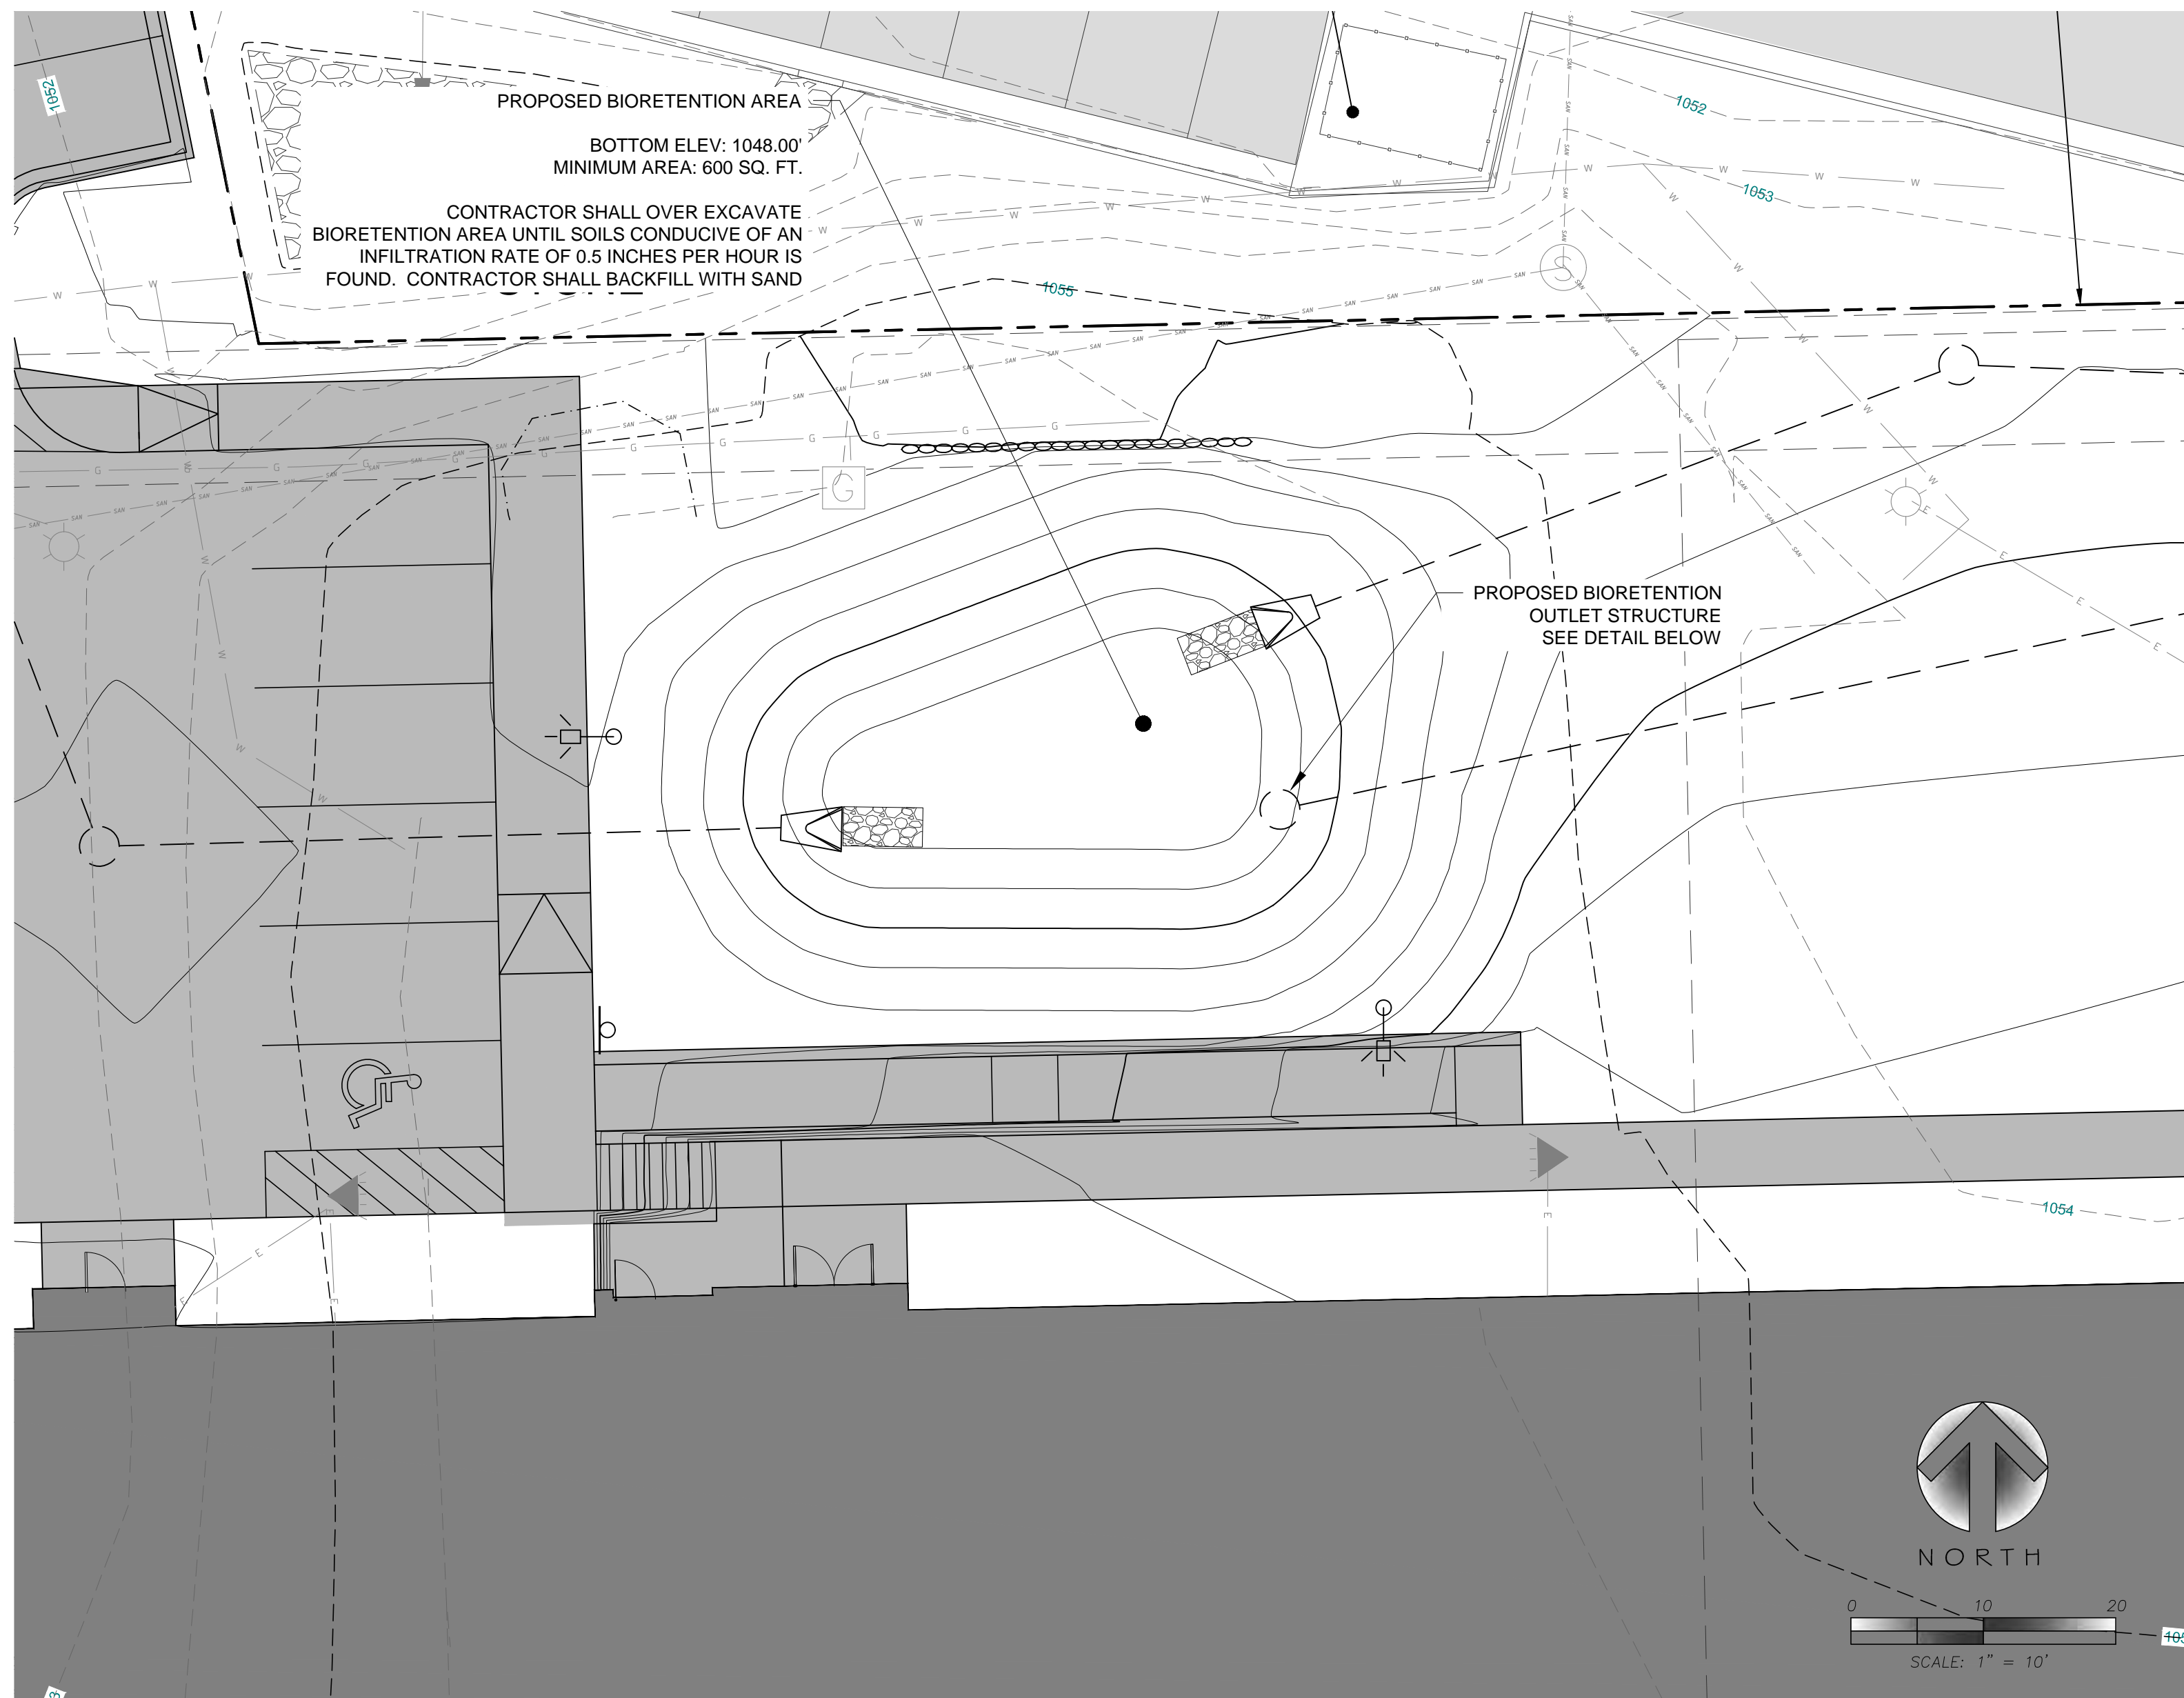 1052
PROPOSED BIORETENTION AREA
BOTTOM ELEV: 1048.00'
MINIMUM AREA: 600 SQ. FT.
CONTRACTOR SHALL OVER EXCAVATE
BIORETENTION AREA UNTIL SOILS CONDUCIVE OF AN
INFILTRATION RATE OF 0.5 INCHES PER HOUR IS
FOUND.  CONTRACTOR SHALL BACKFILL WITH SAND
1052
1053
1055
S
G
PROPOSED BIORETENTION
OUTLET STRUCTURE
SEE DETAIL BELOW
1054
NORTH
0 10 20
SCALE: 1" = 10'